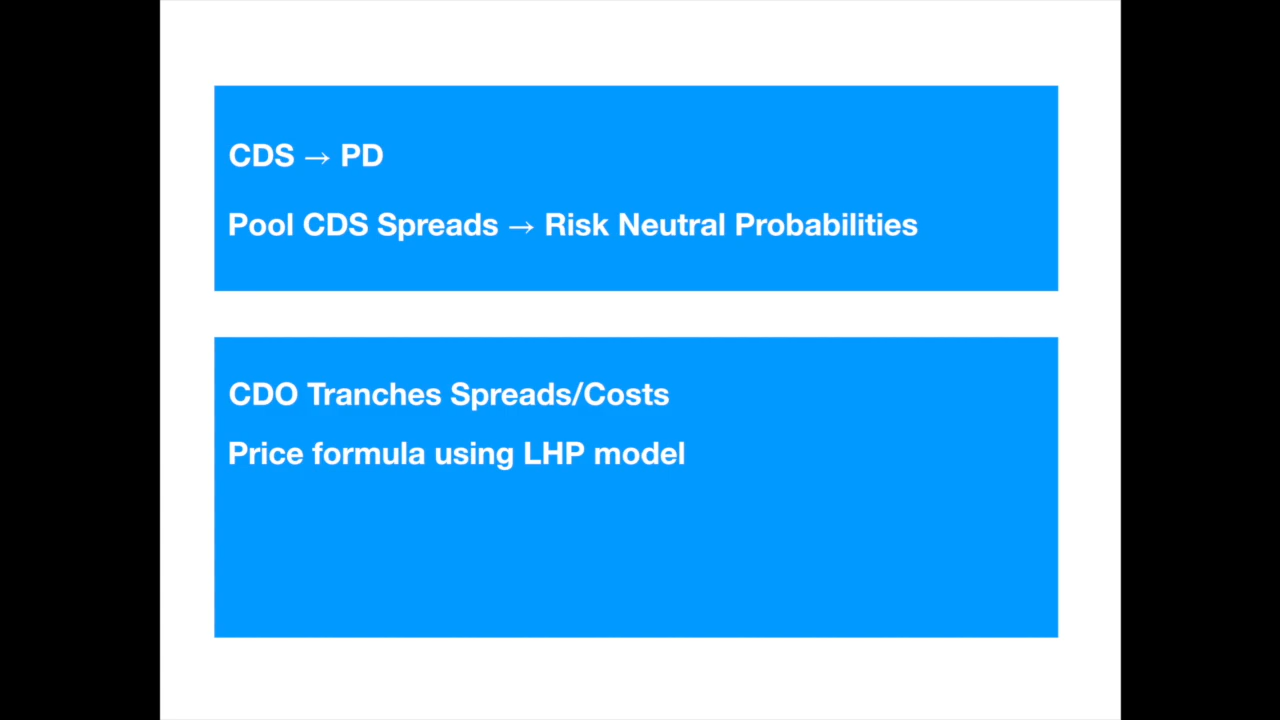 CDS → PD
Pool CDS Spreads → Risk Neutral Probabilities
CDO Tranches Spreads/Costs
Price formula using LHP model